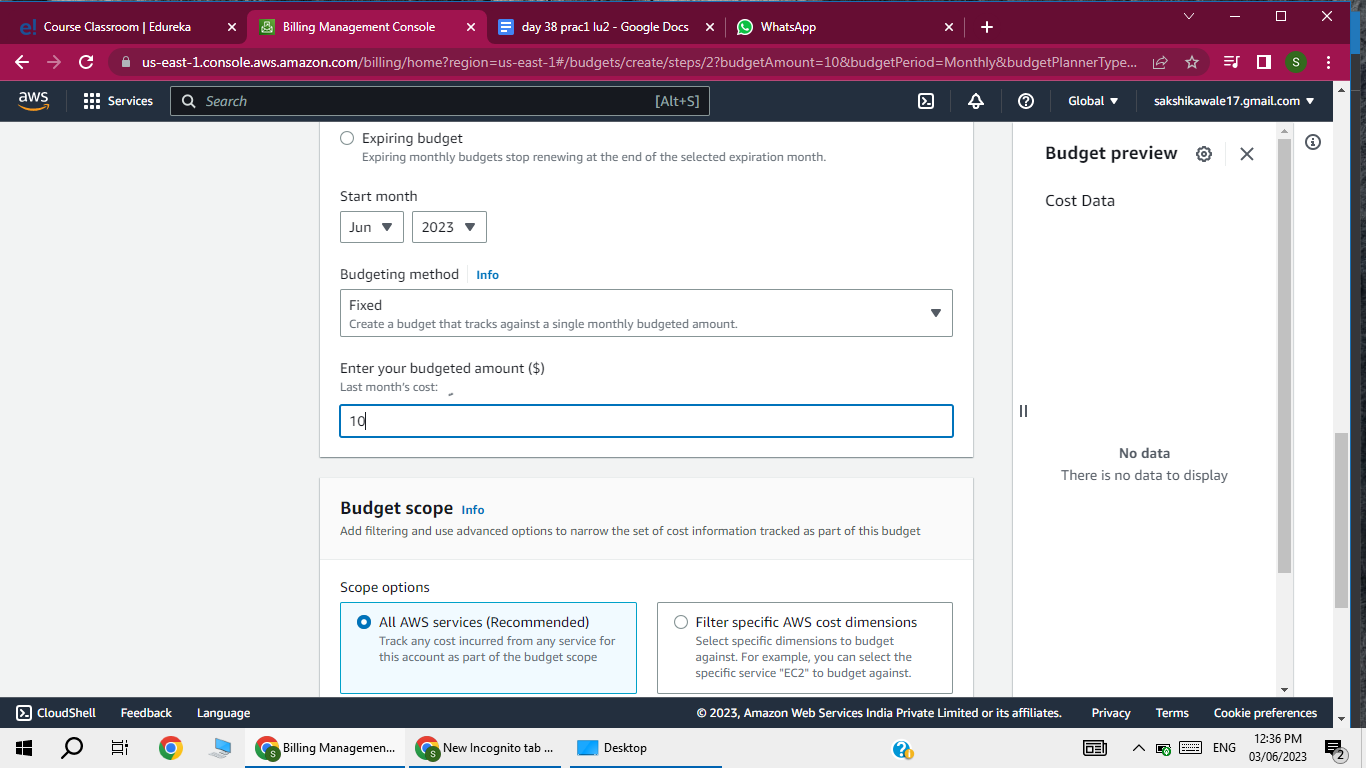 Course Classroom | Edureka
Billing Management Console
day 38 prac1 lu2 - Google Docs
WhatsApp
us-east-1.console.aws.amazon.com/billing/home?region=us-east-1#/budgets/create/steps/2?budgetAmount=10&budgetPeriod=Monthly&budgetPlannerType...
S
aws
Services
Search
[Alt+S]
Global
sakshikawale17.gmail.com
Expiring budget
Expiring monthly budgets stop renewing at the end of the selected expiration month.
Start month
Jun
2023
Budgeting method
Info
Fixed
Create a budget that tracks against a single monthly budgeted amount.
Enter your budgeted amount ($)
Last month's cost:
10
Budget scope
Info
Add filtering and use advanced options to narrow the set of cost information tracked as part of this budget
Scope options
All AWS services (Recommended)
Track any cost incurred from any service for
this account as part of the budget scope
Filter specific AWS cost dimensions
Select specific dimensions to budget
against. For example, you can select the
specific service "EC2" to budget against.
Budget preview
Cost Data
No data
There is no data to display
CloudShell
Feedback
Language
© 2023, Amazon Web Services India Private Limited or its affiliates.
Privacy
Terms
Cookie preferences
S
Billing Managemen...
S
New Incognito tab ...
Desktop
ENG
12:36 PM
03/06/2023
2